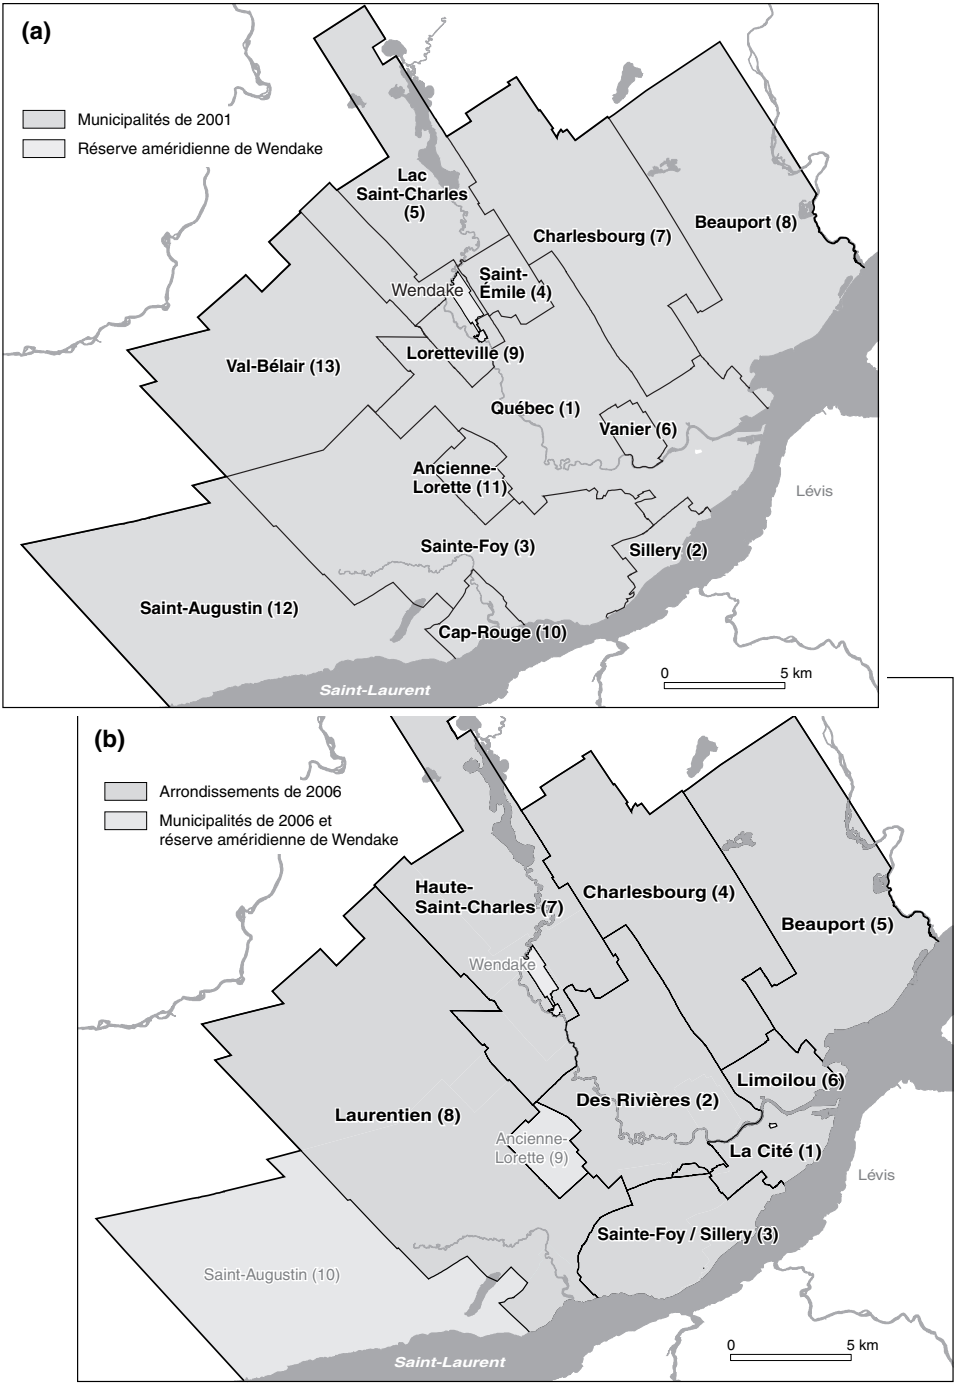 (a)
Municipalités de 2001
Réserve améridienne de Wendake
Lac
Saint-Charles
(5)
Beauport (8)
Charlesbourg (7)
Saint-
Émile (4)
Wendake
Loretteville (9)
Val-Bélair (13)
Québec (1)
Vanier (6)
Ancienne-
Lorette (11)
Lévis
Sainte-Foy (3)
Sillery (2)
Saint-Augustin (12)
Cap-Rouge (10)
0 5 km
Saint-Laurent
(b)
Arrondissements de 2006
Municipalités de 2006 et
réserve améridienne de Wendake
Haute-
Saint-Charles (7)
Charlesbourg (4)
Beauport (5)
Wendake
Limoilou (6)
Des Rivières (2)
Laurentien (8)
Ancienne-
Lorette (9)
La Cité (1)
Lévis
Sainte-Foy / Sillery (3)
Saint-Augustin (10)
0 5 km
Saint-Laurent